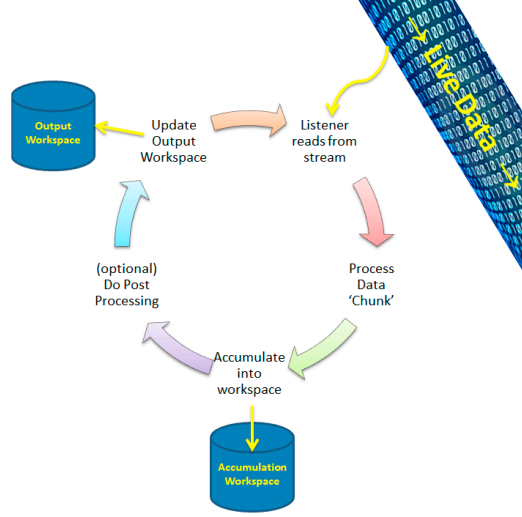 Live Data
Output
Workspace
Update
Output
Workspace
Listener
reads from
stream
(optional)
Do Post
Processing
Process
Data
‘Chunk’
Accumulate
into
workspace
Accumulation
Workspace